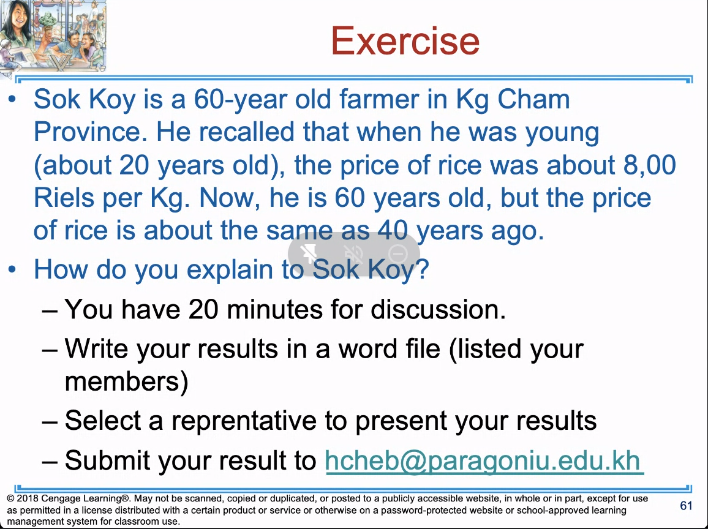 Exercise
• Sok Koy is a 60-year old farmer in Kg Cham
Province. He recalled that when he was young
(about 20 years old), the price of rice was about 8,00
Riels per Kg. Now, he is 60 years old, but the price
of rice is about the same as 40 years ago.
• How do you explain to Sok Koy?
– You have 20 minutes for discussion.
– Write your results in a word file (listed your
members)
– Select a reprentative to present your results
– Submit your result to hcheb@paragoniu.edu.kh
© 2018 Cengage Learning®. May not be scanned, copied or duplicated, or posted to a publicly accessible website, in whole or in part, except for use
as permitted in a license distributed with a certain product or service or otherwise on a password-protected website or school-approved learning
management system for classroom use.
61